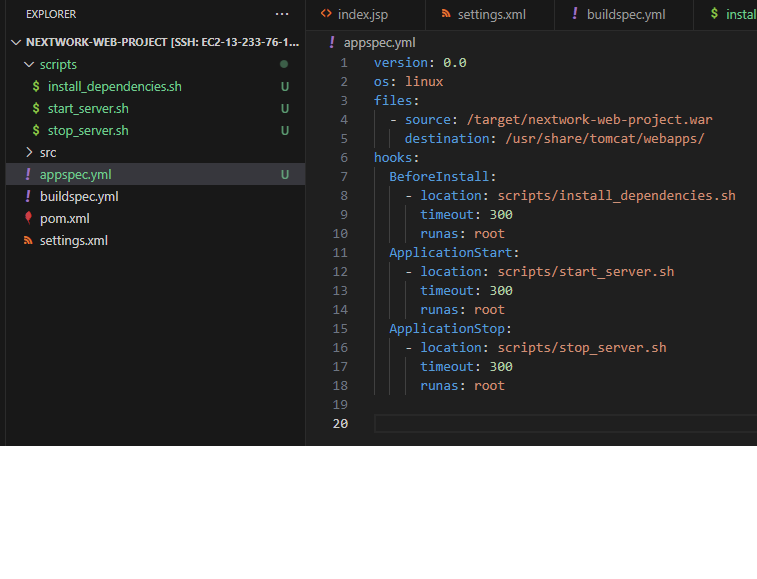 EXPLORER ...
NEXTWORK-WEB-PROJECT [SSH: EC2-13-233-76-1...
scripts
$ install_dependencies.sh U
$ start_server.sh U
$ stop_server.sh U
src
! appspec.yml U
! buildspec.yml
pom.xml
settings.xml
<> index.jsp settings.xml ! buildspec.yml $ instal
! appspec.yml
1 version: 0.0
2 os: linux
3 files:
4 - source: /target/nextwork-web-project.war
5 destination: /usr/share/tomcat/webapps/
6 hooks:
7 BeforeInstall:
8 - location: scripts/install_dependencies.sh
9 timeout: 300
10 runas: root
11 ApplicationStart:
12 - location: scripts/start_server.sh
13 timeout: 300
14 runas: root
15 ApplicationStop:
16 - location: scripts/stop_server.sh
17 timeout: 300
18 runas: root
19
20